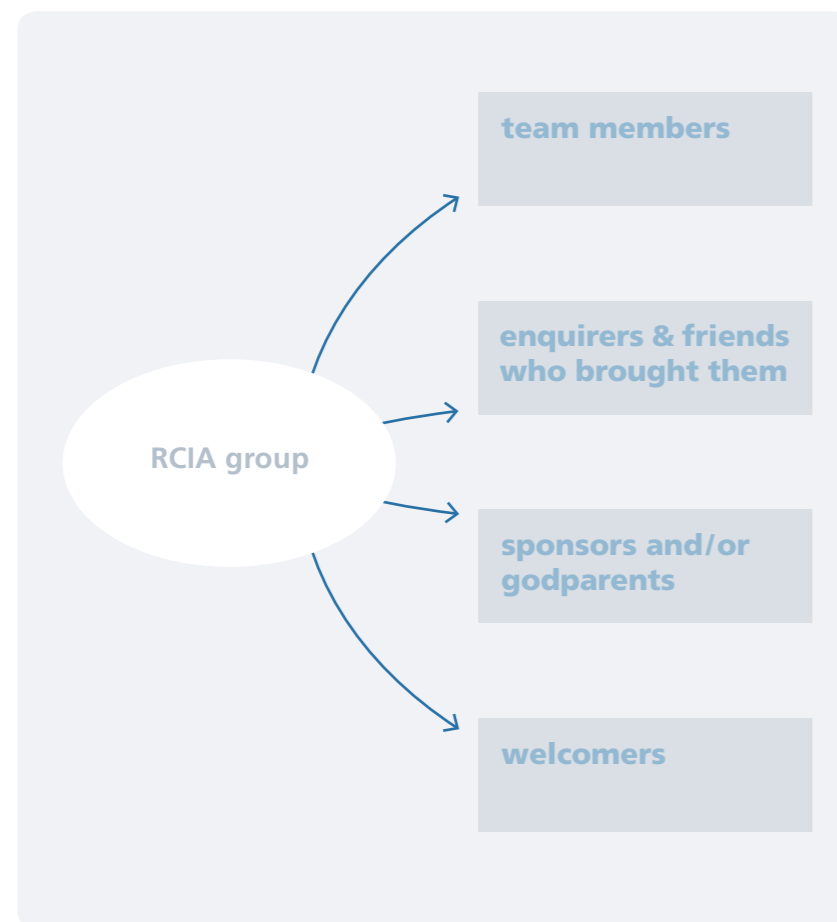 team members
enquirers & friends
who brought them
RCIA group
sponsors and/or
godparents
welcomers